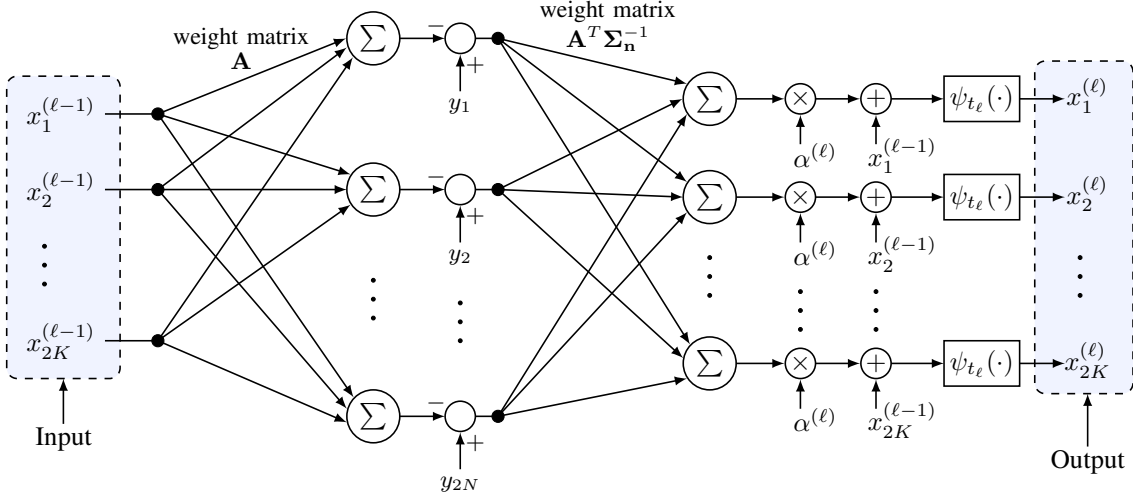 weight matrix
A
weight matrix
A^T Σ_n^{-1}
x_1^{(ℓ−1)}
x_2^{(ℓ−1)}
x_{2K}^{(ℓ−1)}
Input
∑
∑
∑
−
+
y_1
−
+
y_2
−
+
y_{2N}
∑ × + ψ_{t_ℓ}(·) x_1^{(ℓ)}
α^{(ℓ)} x_1^{(ℓ−1)}
∑ × + ψ_{t_ℓ}(·) x_2^{(ℓ)}
α^{(ℓ)} x_2^{(ℓ−1)}
∑ × + ψ_{t_ℓ}(·) x_{2K}^{(ℓ)}
α^{(ℓ)} x_{2K}^{(ℓ−1)}
Output